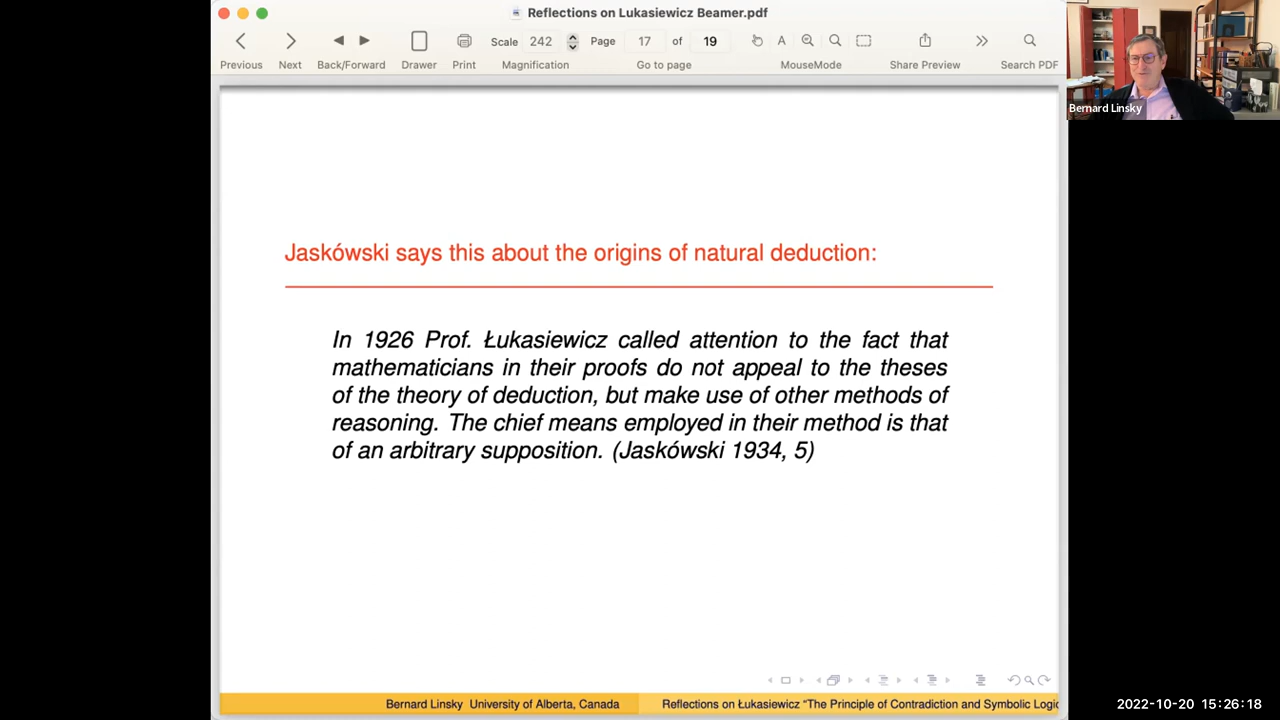 Reflections on Lukasiewicz Beamer.pdf
Scale 242 Page 17 of 19 A
Previous Next Back/Forward Drawer Print Magnification Go to page MouseMode Share Preview Search PDF
Bernard Linsky
Jaskówski says this about the origins of natural deduction:
In 1926 Prof. Łukasiewicz called attention to the fact that
mathematicians in their proofs do not appeal to the theses
of the theory of deduction, but make use of other methods of
reasoning. The chief means employed in their method is that
of an arbitrary supposition. (Jaskówski 1934, 5)
Bernard Linsky University of Alberta, Canada
Reflections on Łukasiewicz “The Principle of Contradiction and Symbolic Logic
2022-10-20 15:26:18